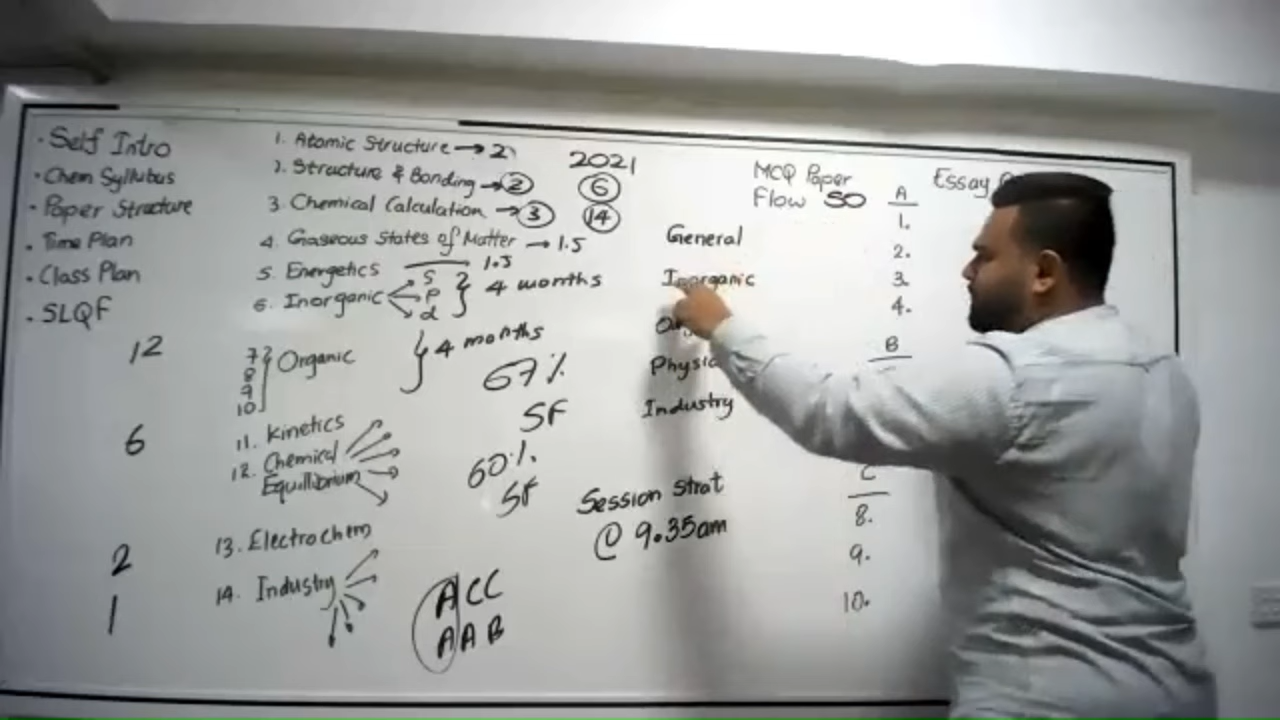 • Self Intro
• Chem Syllubus
• Paper Structure
• Time Plan
• Class Plan
• SLQF
12
6
2
1
1. Atomic Structure → 2
2. Structure & Bonding → 2
3. Chemical Calculation → 3
4. Gaseous States of Matter → 1.5
5. Energetics 1.5
6. Inorganic s p d } 4 months
7 8 9 10 Organic } 4 months
11. Kinetics
12. Chemical
Equillibrium
13. Electrochem
14. Industry
2021
6
14
67%
SF
60%
SF
ACC
AAB
General
Inorganic
Physic
Industry
Session Strat
@ 9.35am
MCQ Paper
Flow 50
A
1.
2.
3.
4.
B
C
8.
9.
10.
Essay